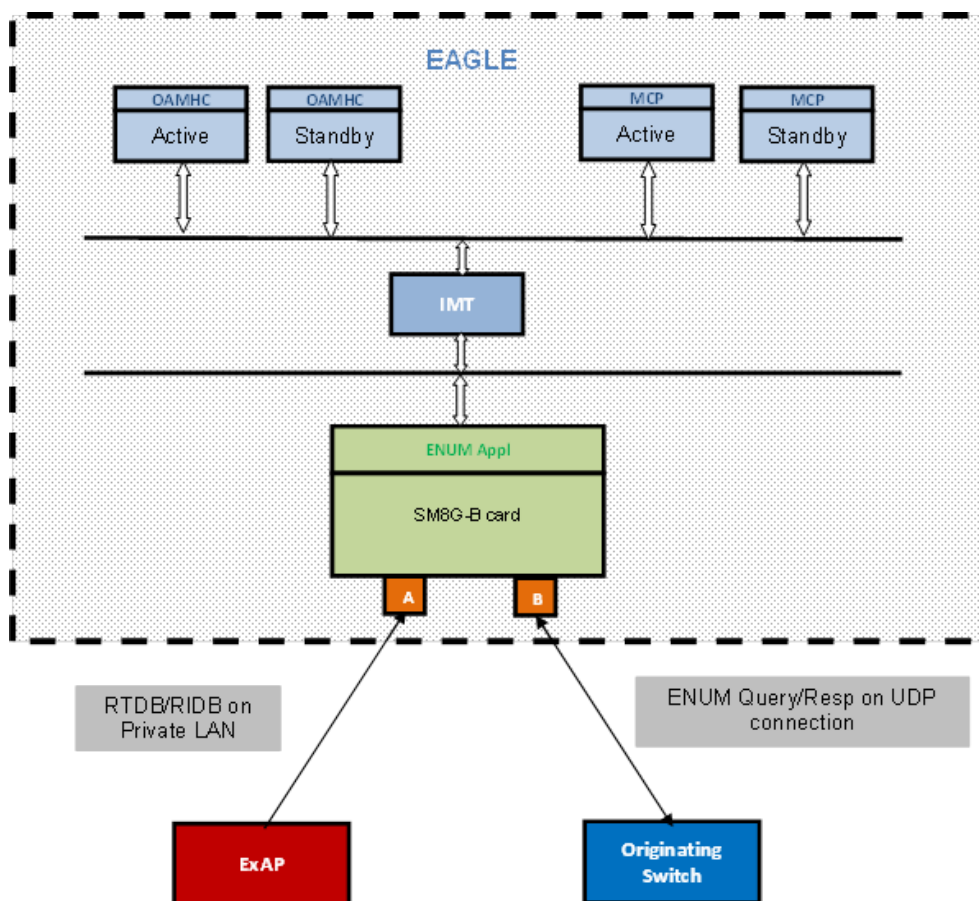 EAGLE
OAMHC
Active
OAMHC
Standby
MCP
Active
MCP
Standby
IMT
ENUM Appl
SM8G-B card
A
B
RTDB/RIDB on
Private LAN
ENUM Query/Resp on UDP
connection
ExAP
Originating
Switch